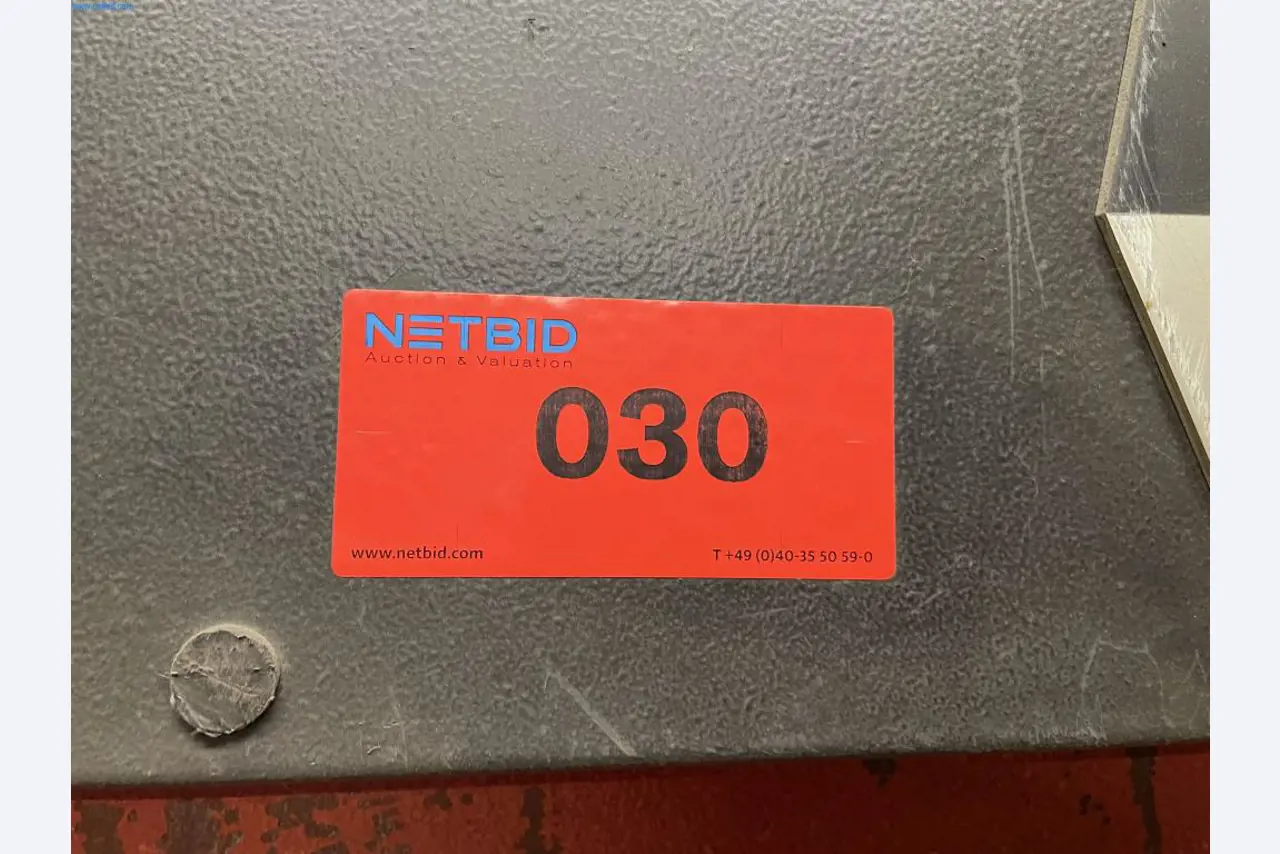 NETBID
Auction & Valuation
030
www.netbid.com
T +49 (0)40-35 50 59-0